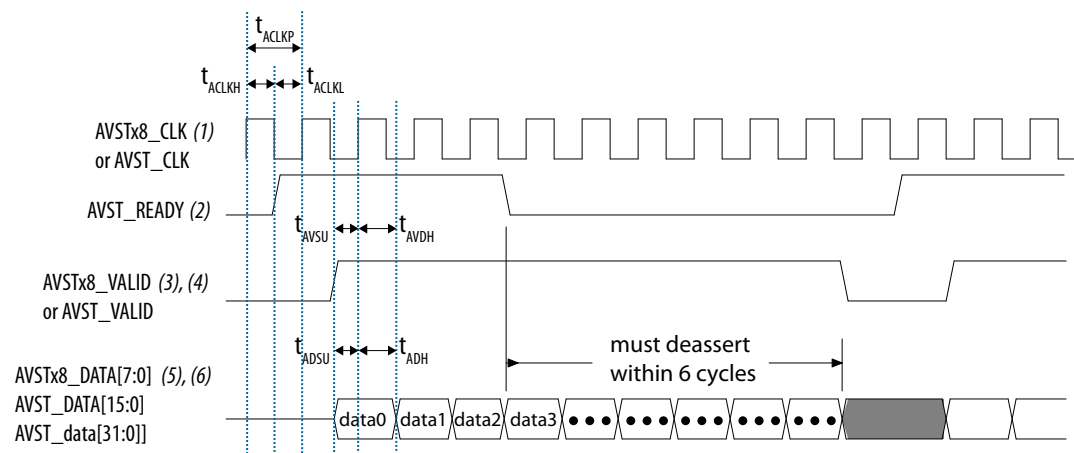 tACLKP
tACLKH
tACLKL
AVSTx8_CLK (1)
or AVST_CLK
AVST_READY (2)
tAVSU
tAVDH
AVSTx8_VALID (3), (4)
or AVST_VALID
tADSU
tADH
must deassert
within 6 cycles
AVSTx8_DATA[7:0] (5), (6)
AVST_DATA[15:0]
AVST_data[31:0]]
data0 data1 data2 data3